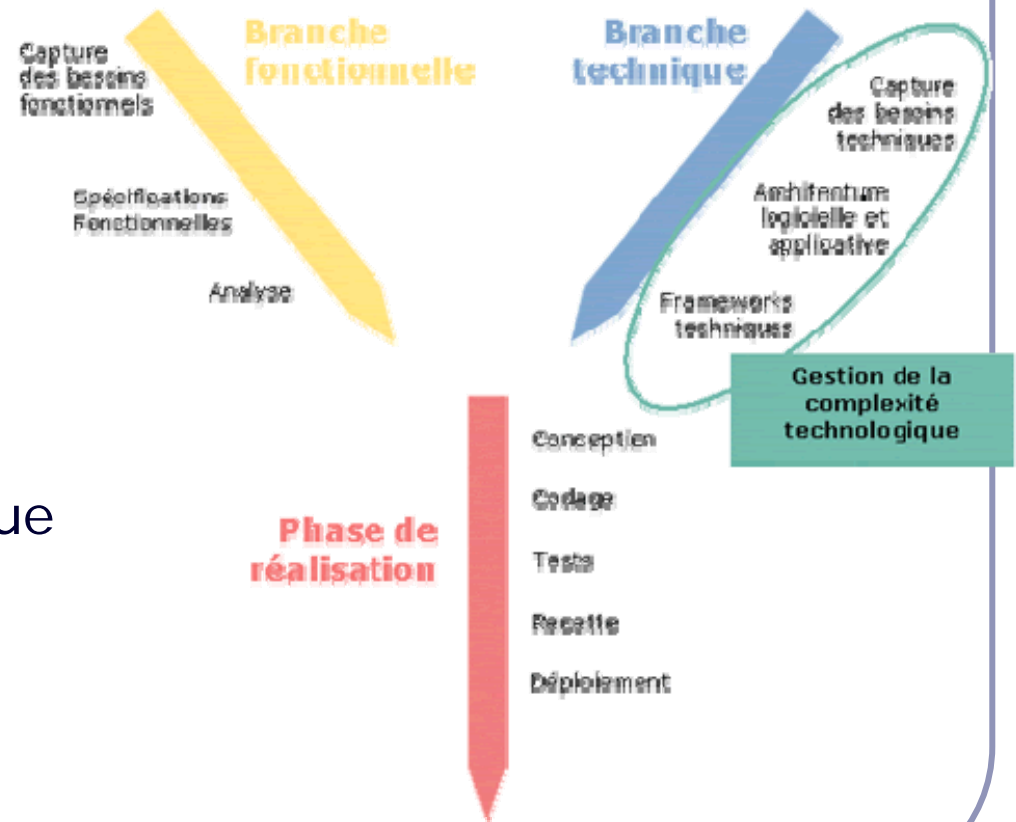 Branche
fonctionnelle
Capture
des besoins
fonctionnels
Spécifications
Fonctionnelles
Analyse
Branche
technique
Capture
des besoins
techniques
Architecture
logicielle et
applicative
Frameworks
techniques
Gestion de la
complexité
technologique
ue
Phase de
réalisation
Conception
Codage
Tests
Recette
Déploiement